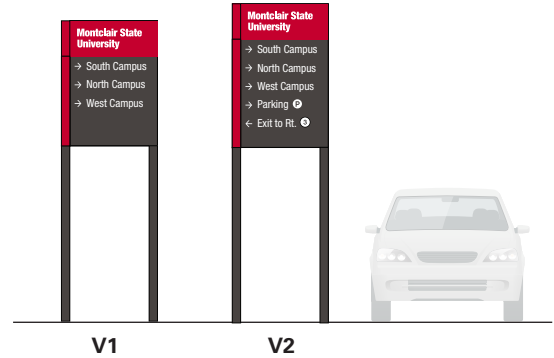 Montclair State
University
→ South Campus
→ North Campus
→ West Campus
Montclair State
University
→ South Campus
→ North Campus
→ West Campus
→ Parking P
← Exit to Rt. 3
V1
V2